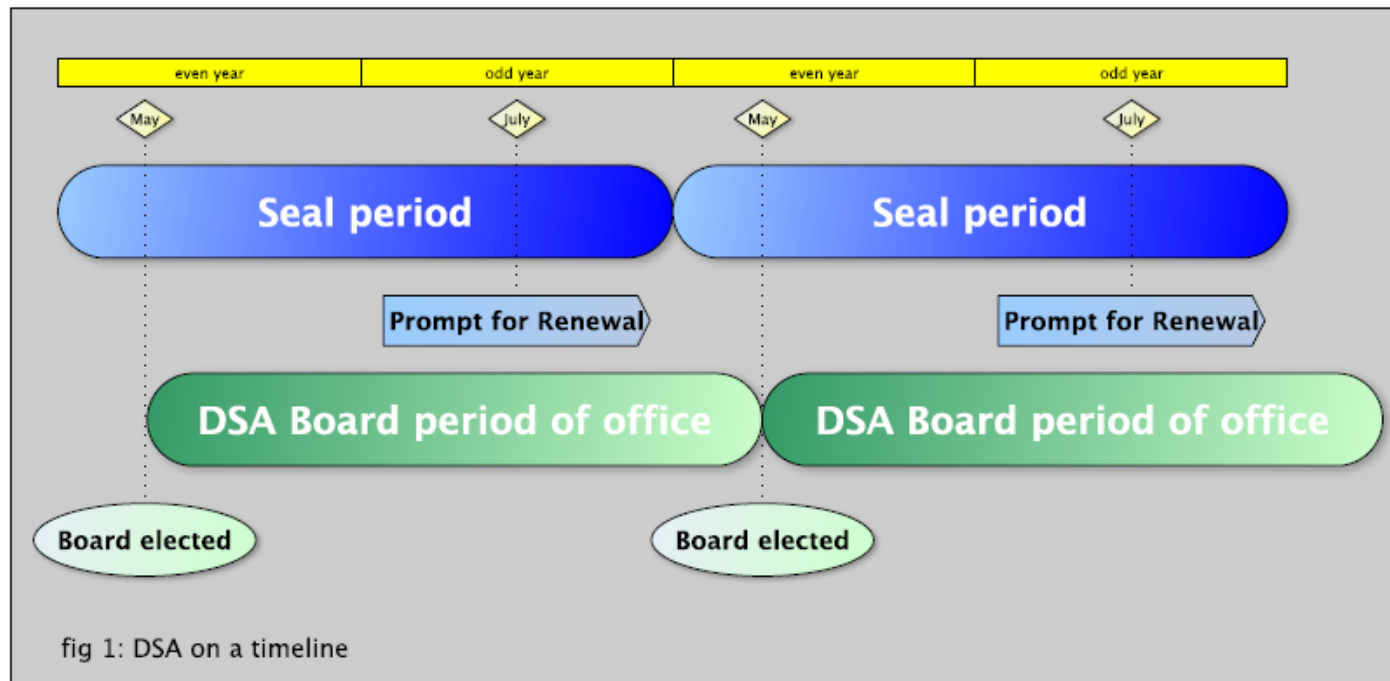 even year
odd year
even year
odd year
May
July
May
July
Seal period
Seal period
Prompt for Renewal
Prompt for Renewal
DSA Board period of office
DSA Board period of office
Board elected
Board elected
fig 1: DSA on a timeline